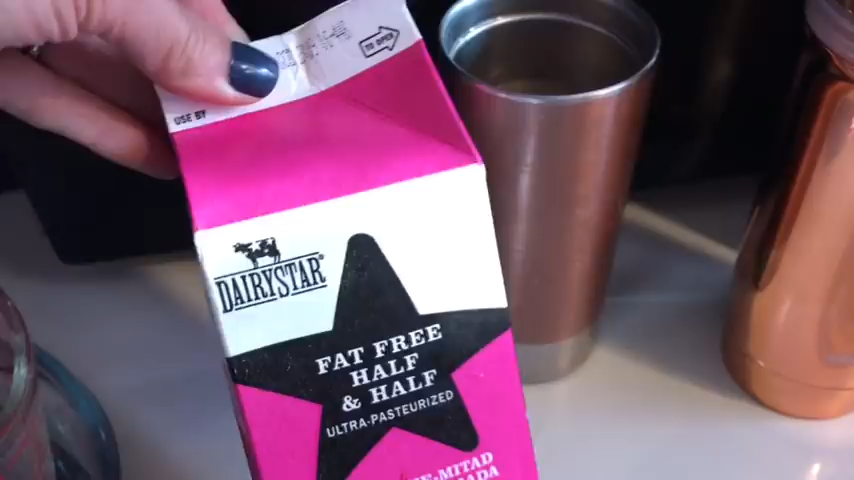 TO OPEN
USE BY
DAIRYSTAR
FAT FREE
HALF
& HALF
ULTRA-PASTEURIZED